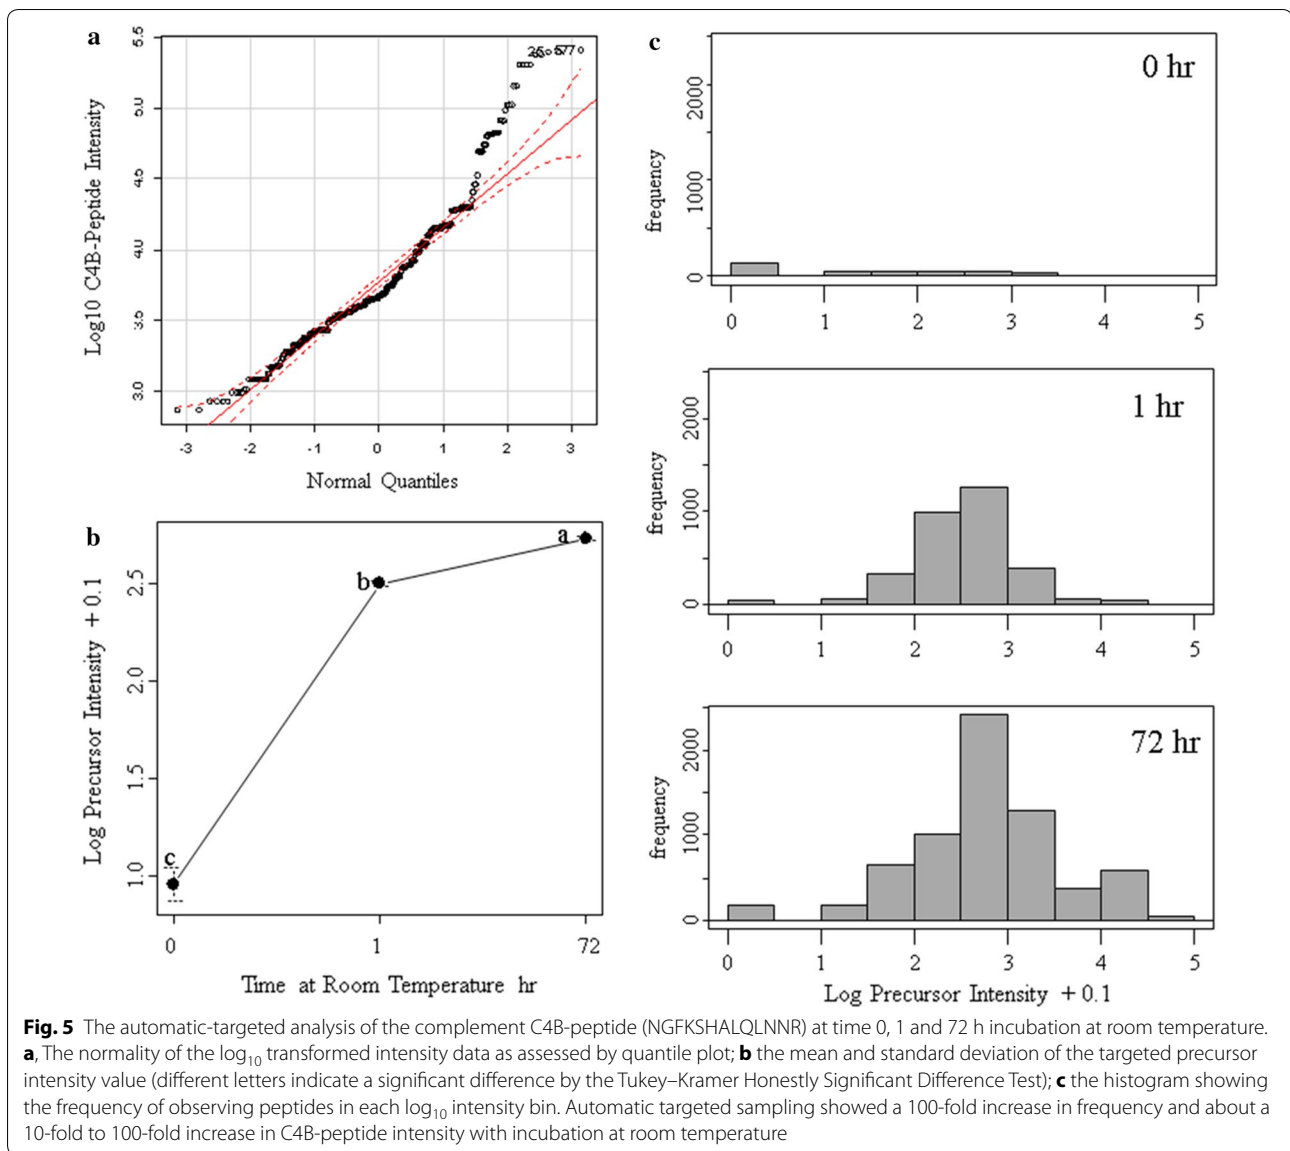 a
Log10 C4B-Peptide Intensity
5.5
5.0
4.5
4.0
3.5
3.0
-3 -2 -1 0 1 2 3
Normal Quantiles
b
Log Precursor Intensity + 0.1
2.5
2.0
1.5
1.0
c
b
a
0 1 72
Time at Room Temperature hr
c
0 hr
frequency
2000
1000
0
0 1 2 3 4 5
1 hr
frequency
2000
1000
0
0 1 2 3 4 5
72 hr
frequency
2000
1000
0
0 1 2 3 4 5
Log Precursor Intensity + 0.1
Fig. 5 The automatic-targeted analysis of the complement C4B-peptide (NGFKSHALQLNNR) at time 0, 1 and 72 h incubation at room temperature.
a, The normality of the log10 transformed intensity data as assessed by quantile plot; b the mean and standard deviation of the targeted precursor
intensity value (different letters indicate a significant difference by the Tukey–Kramer Honestly Significant Difference Test); c the histogram showing
the frequency of observing peptides in each log10 intensity bin. Automatic targeted sampling showed a 100-fold increase in frequency and about a
10-fold to 100-fold increase in C4B-peptide intensity with incubation at room temperature